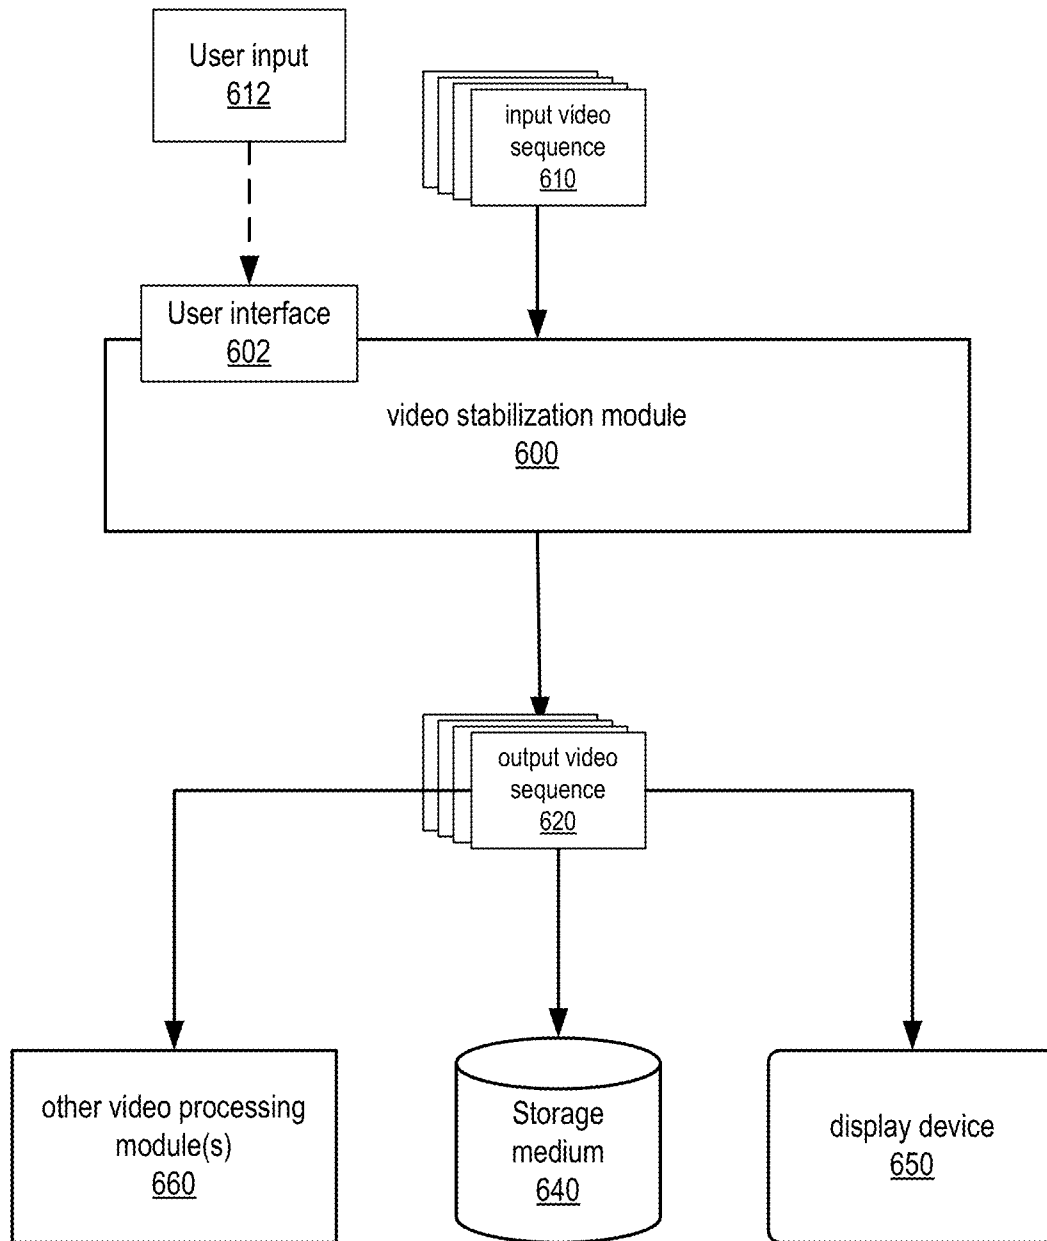 User input
612
input video
sequence
610
User interface
602
video stabilization module
600
output video
sequence
620
other video processing
module(s)
660
Storage
medium
640
display device
650